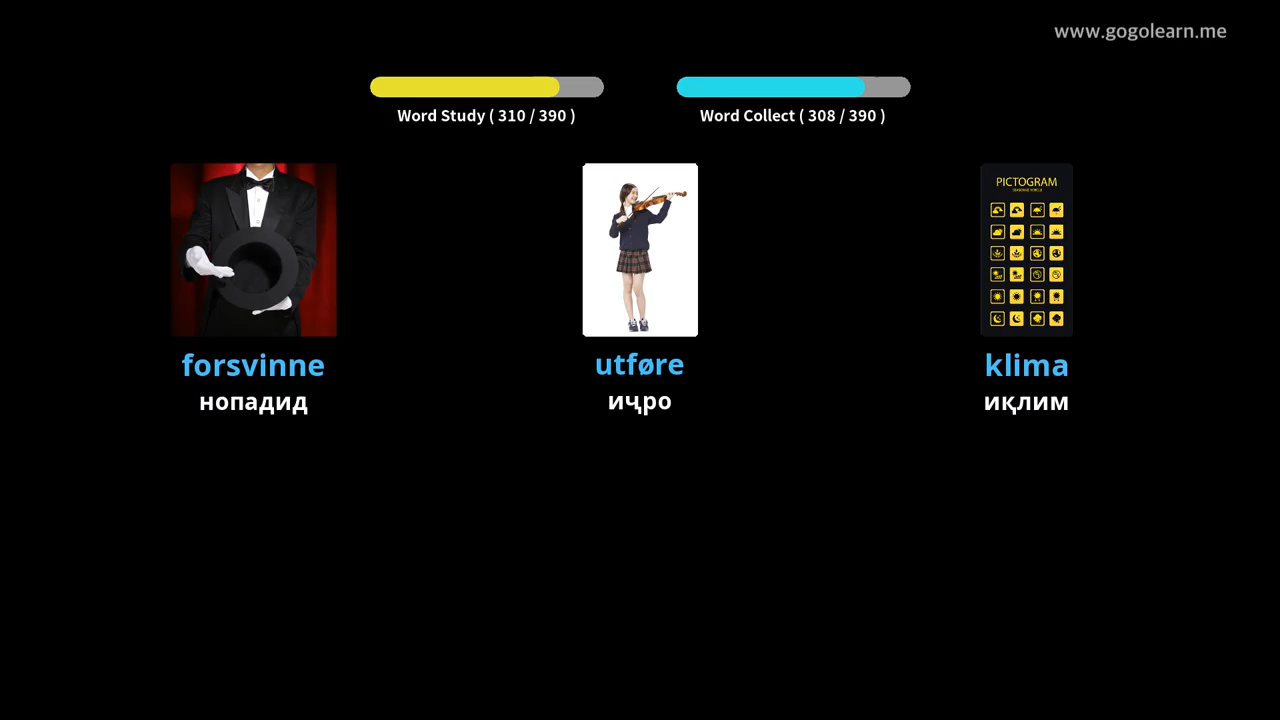 www.gogolearn.me
Word Study ( 310 / 390 )
Word Collect ( 308 / 390 )
PICTOGRAM
forsvinne
utføre
klima
нопадид
иҷро
иқлим